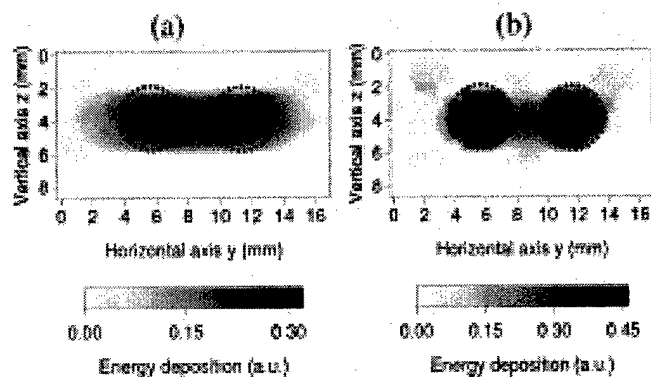 (a)
Vertical axis z (mm)
0
2
4
6
8
0 2 4 6 8 10 12 14 16
Horizontal axis y (mm)
0.00 0.15 0.30
Energy deposition (a.u.)
(b)
Vertical axis z (mm)
0
2
4
6
8
0 2 4 6 8 10 12 14 16
Horizontal axis y (mm)
0.00 0.15 0.30 0.45
Energy deposition (a.u.)